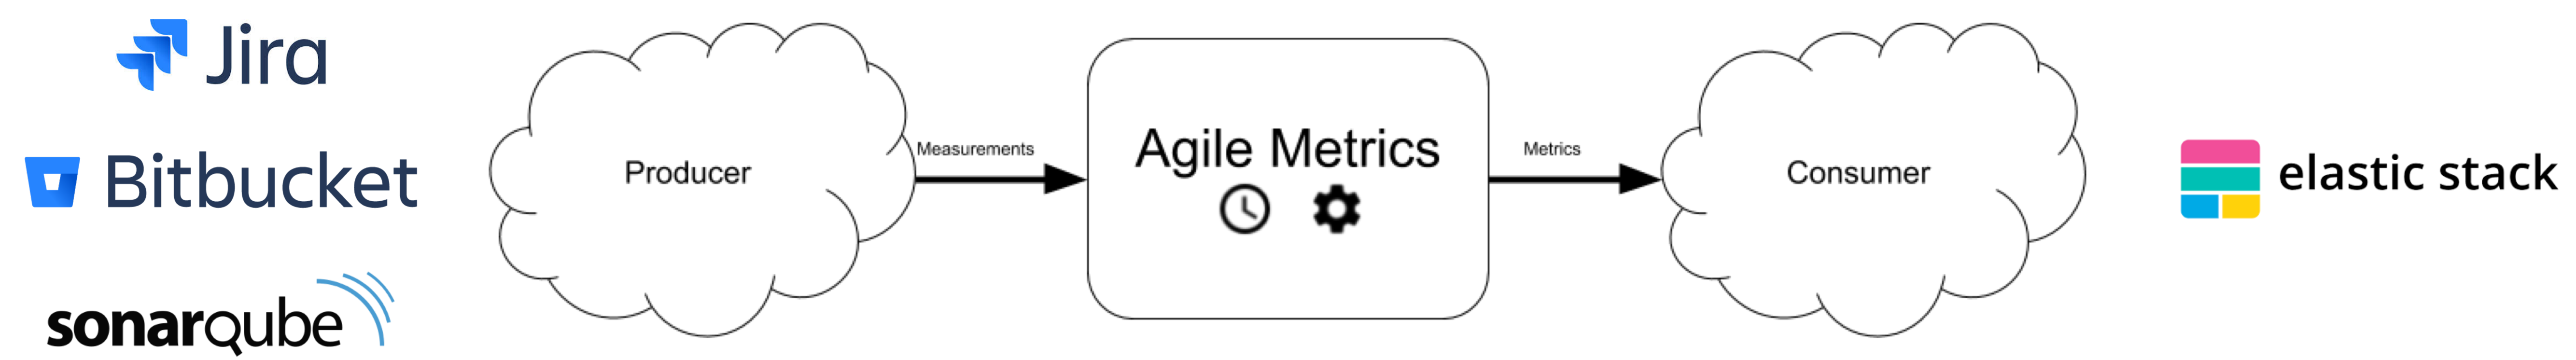 Jira
Bitbucket
sonarqube
Producer
Measurements
Agile Metrics
Metrics
Consumer
elastic stack